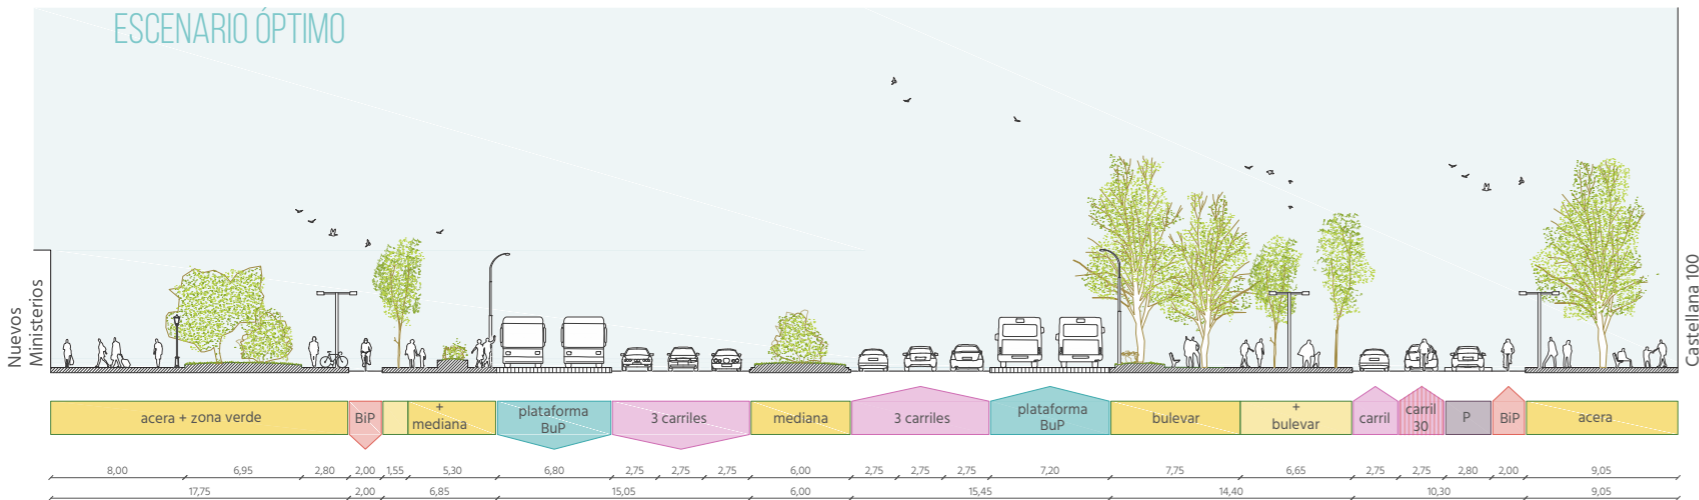 ESCENARIO ÓPTIMO
Nuevos
Ministerios
Castellana 100
acera + zona verde
BiP
+
mediana
plataforma
BuP
3 carriles
mediana
3 carriles
plataforma
BuP
bulevar
+
bulevar
carril
carril
30
P
BiP
acera
8,00 6,95 2,80 2,00 1,55 5,30 6,80 2,75 2,75 2,75 6,00 2,75 2,75 2,75 7,20 7,75 6,65 2,75 2,75 2,80 2,00 9,05
17,75 2,00 6,85 15,05 6,00 15,45 14,40 10,30 9,05